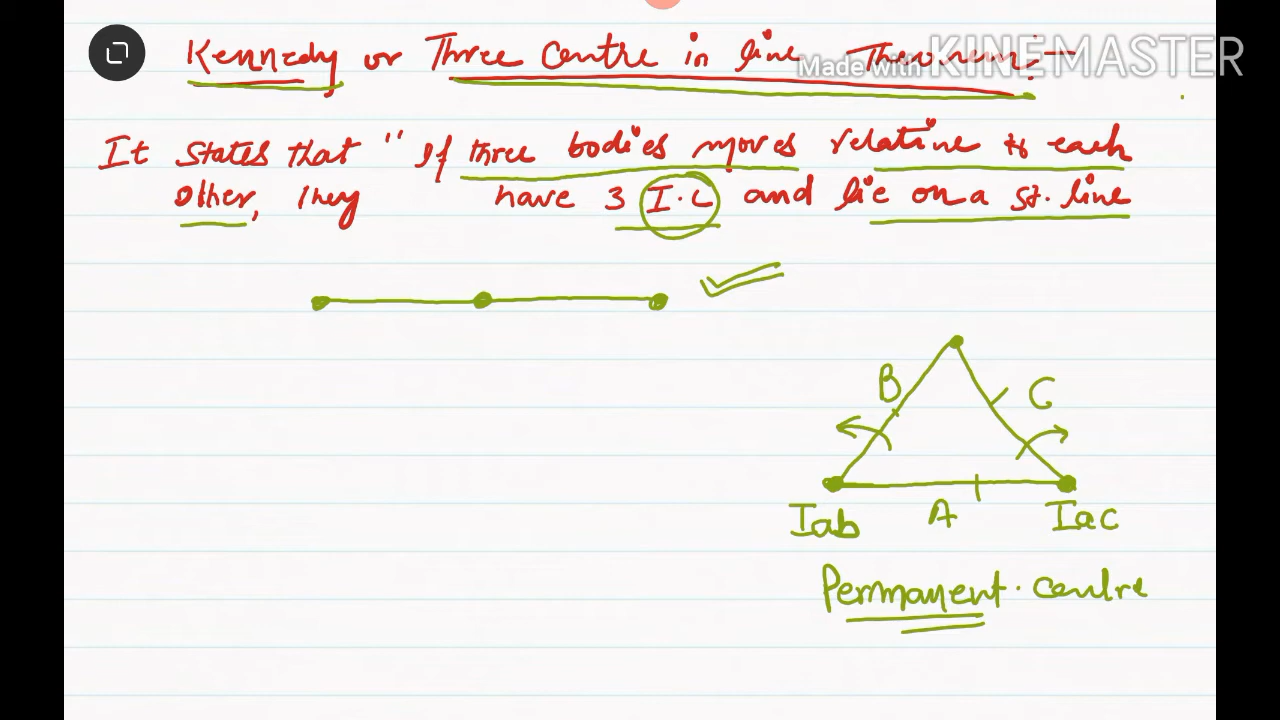 Kennedy or Three Centre in line Theorem:-
Made with KINEMASTER
It states that "If three bodies moves relative to each
other, they have 3 I.C and lie on a st. line
B
C
Iab
A
Iac
Permanent. centre